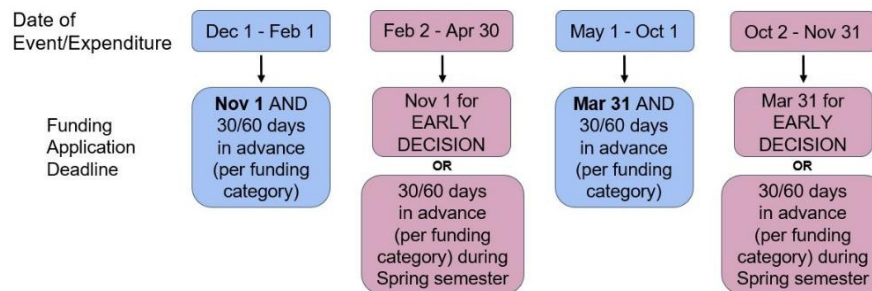 Date of
Event/Expenditure
Dec 1 - Feb 1
Feb 2 - Apr 30
May 1 - Oct 1
Oct 2 - Nov 31
Funding
Application
Deadline
Nov 1 AND
30/60 days
in advance
(per funding
category)
Nov 1 for
EARLY
DECISION
OR
30/60 days
in advance
(per funding
category) during
Spring semester
Mar 31 AND
30/60 days
in advance
(per funding
category)
Mar 31 for
EARLY
DECISION
OR
30/60 days
in advance
(per funding
category) during
Spring semester